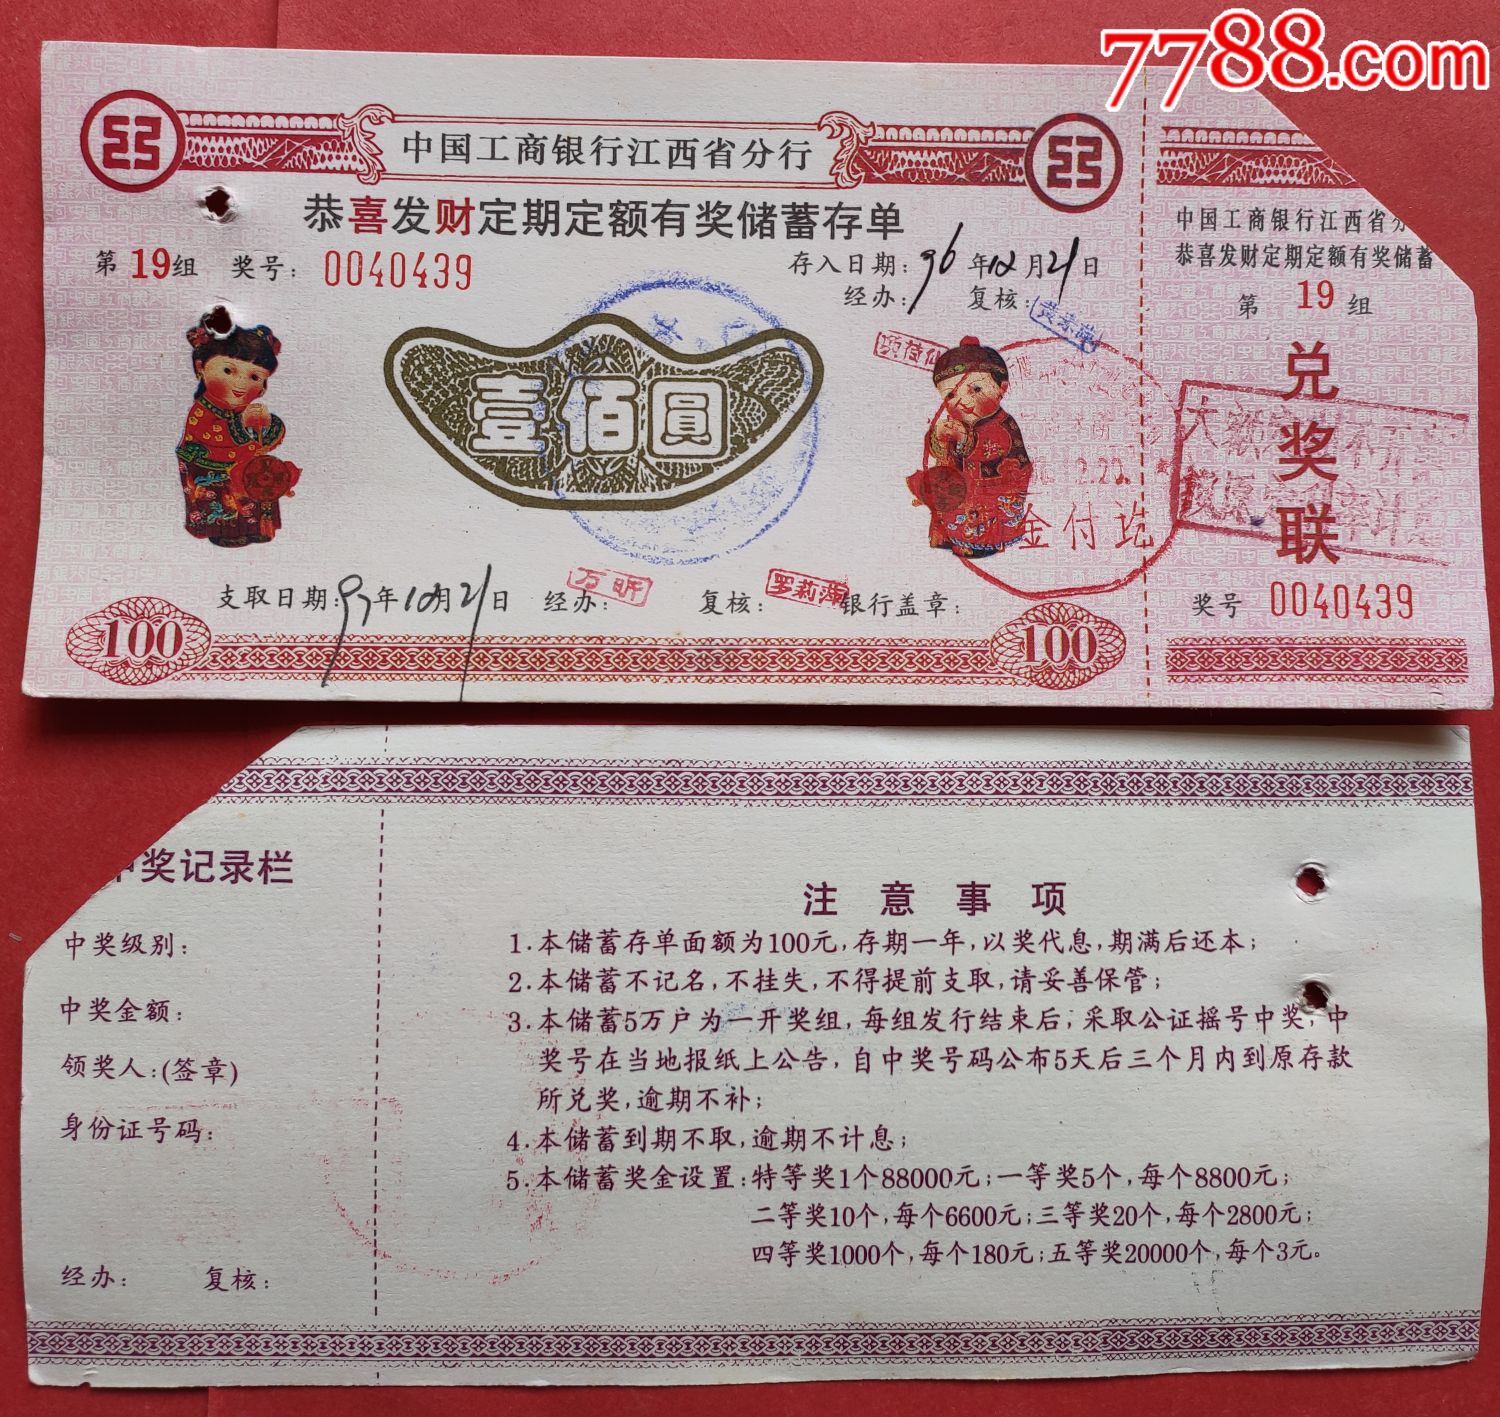 7788.com
中国工商银行江西省分行
恭喜发财定期定额有奖储蓄存单
第19组 奖号：0040439
存入日期：96年12月21日
经办： 复核：
壹佰圆
支取日期：97年12月21日 经办：万昕 复核：罗莉萍 银行盖章：
100 100
金付讫
中国工商银行江西省分
恭喜发财定期定额有奖储蓄
第 19 组
兑奖联
奖号 0040439
中奖记录栏
中奖级别：
中奖金额：
领奖人：(签章)
身份证号码：
经办： 复核：
注意事项
1.本储蓄存单面额为100元，存期一年，以奖代息，期满后还本；
2.本储蓄不记名，不挂失，不得提前支取，请妥善保管；
3.本储蓄5万户为一开奖组，每组发行结束后，采取公证摇号中奖，中
奖号在当地报纸上公告，自中奖号码公布5天后三个月内到原存款
所兑奖，逾期不补；
4.本储蓄到期不取，逾期不计息；
5.本储蓄奖金设置：特等奖1个88000元；一等奖5个，每个8800元；
二等奖10个，每个6600元；三等奖20个，每个2800元；
四等奖1000个，每个180元；五等奖20000个，每个3元。